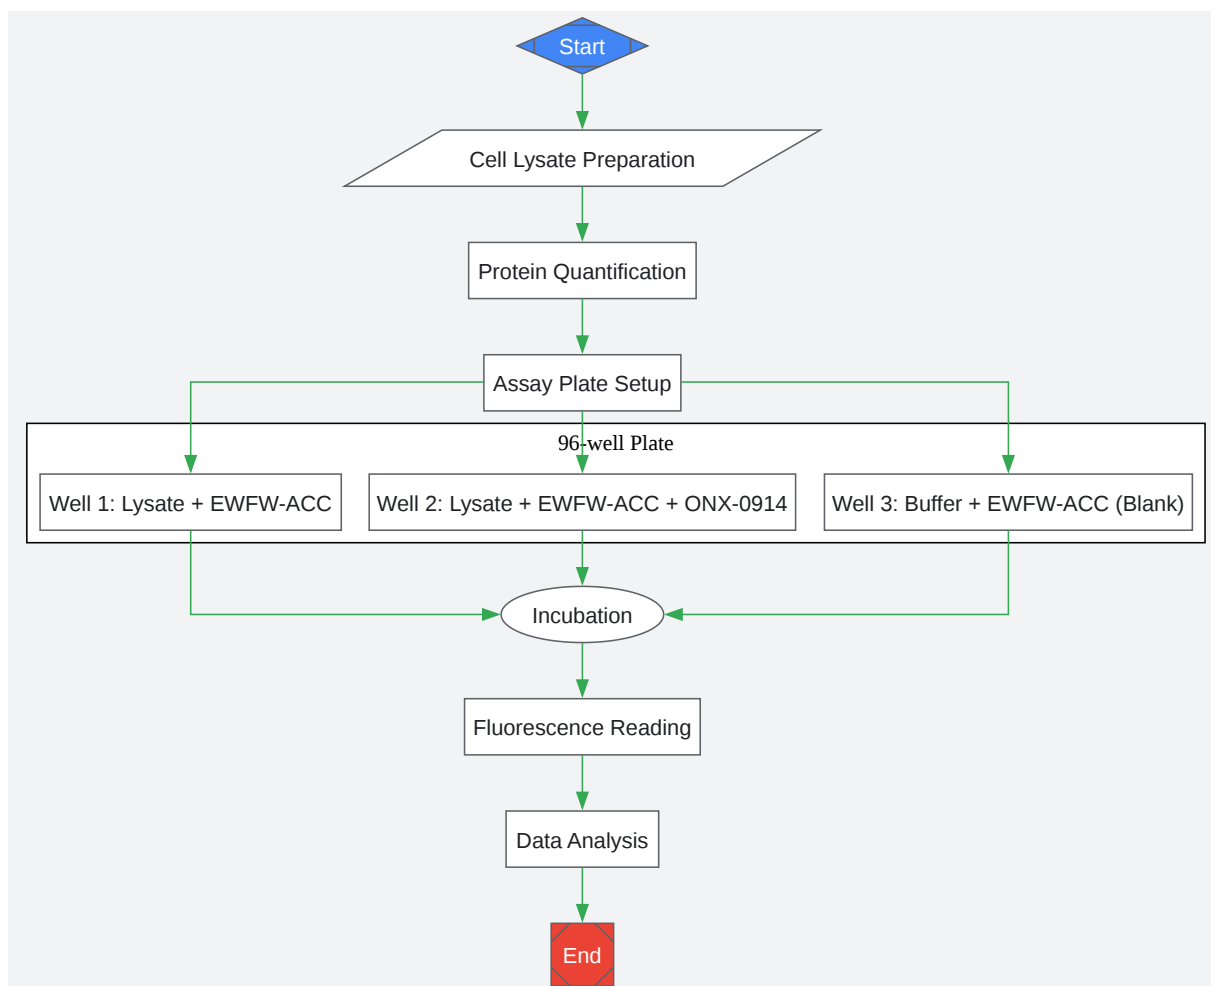 Start
Cell Lysate Preparation
Protein Quantification
Assay Plate Setup
96-well Plate
Well 1: Lysate + EWFW-ACC
Well 2: Lysate + EWFW-ACC + ONX-0914
Well 3: Buffer + EWFW-ACC (Blank)
Incubation
Fluorescence Reading
Data Analysis
End